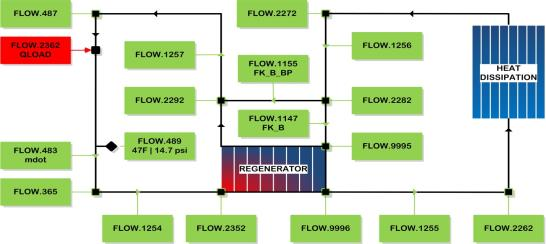 FLOW.487
FLOW.2272
FLOW.2362
QLOAD
FLOW.1257
FLOW.1256
FLOW.1155
FK_B_BP
HEAT
DISSIPATION
FLOW.2292
FLOW.2282
FLOW.1147
FK_B
FLOW.489
47F | 14.7 psi
FLOW.483
mdot
FLOW.9995
REGENERATOR
FLOW.365
FLOW.1254
FLOW.2352
FLOW.9996
FLOW.1255
FLOW.2262